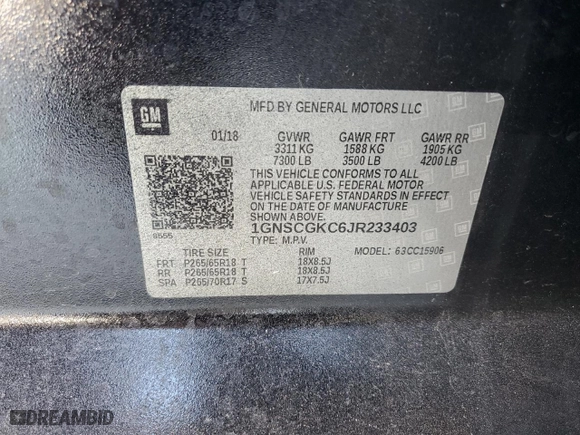 GM
MFD BY GENERAL MOTORS LLC
01/18 GVWR GAWR FRT GAWR RR
3311 KG 1588 KG 1905 KG
7300 LB 3500 LB 4200 LB
THIS VEHICLE CONFORMS TO ALL
APPLICABLE U.S. FEDERAL MOTOR
VEHICLE SAFETY STANDARDS IN EFFECT
ON THE DATE OF MANUFACTURE
SHOWN ABOVE.
1GNSCGKC6JR233403
TYPE: M.P.V. MODEL: 63CC15906
6555
TIRE SIZE RIM
FRT P265/65R18 T 18X8.5J
RR P265/65R18 T 18X8.5J
SPA P255/70R17 S 17X7.5J
DREAMBID